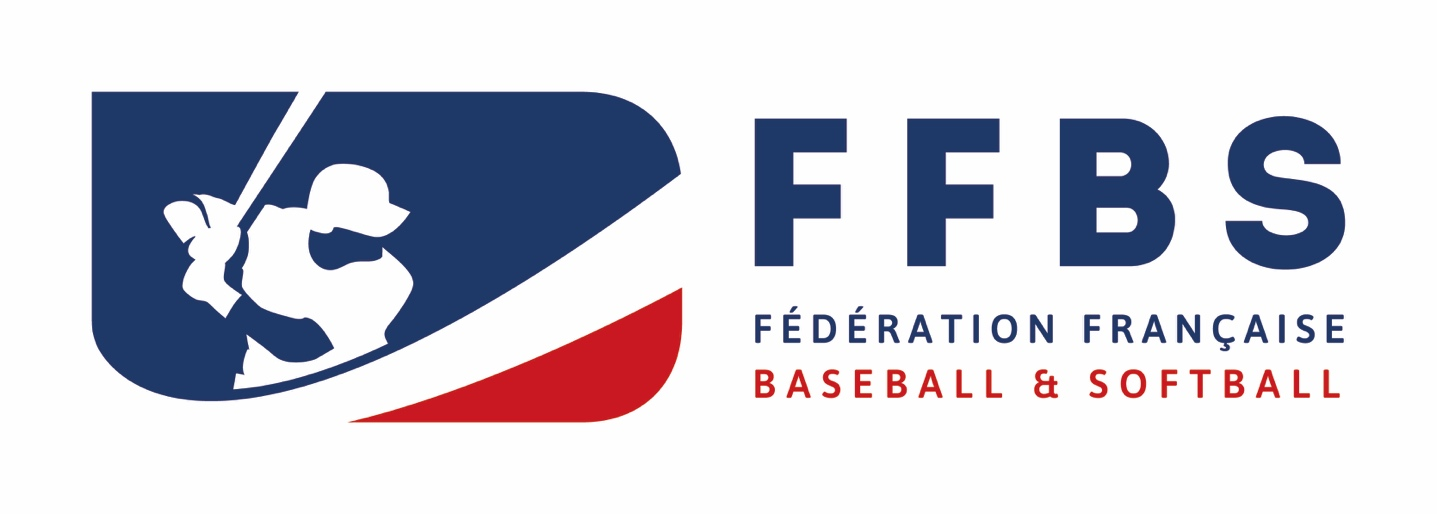 FFBS
FÉDÉRATION FRANÇAISE
BASEBALL & SOFTBALL